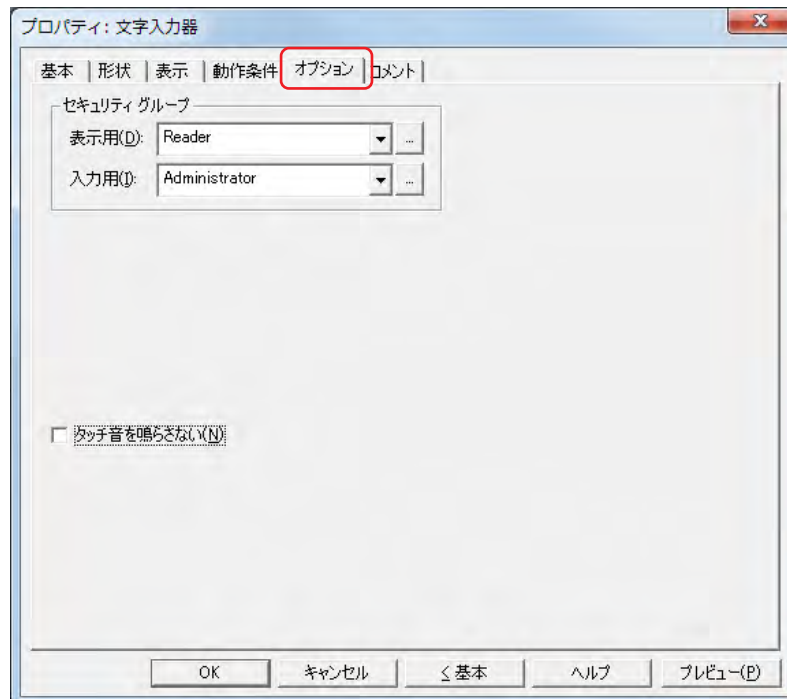 プロパティ: 文字入力器
基本 形状 表示 動作条件 オプション コメント
セキュリティ グループ
表示用(D): Reader ...
入力用(I): Administrator ...
タッチ音を鳴らさない(N)
OK キャンセル < 基本 ヘルプ プレビュー(P)